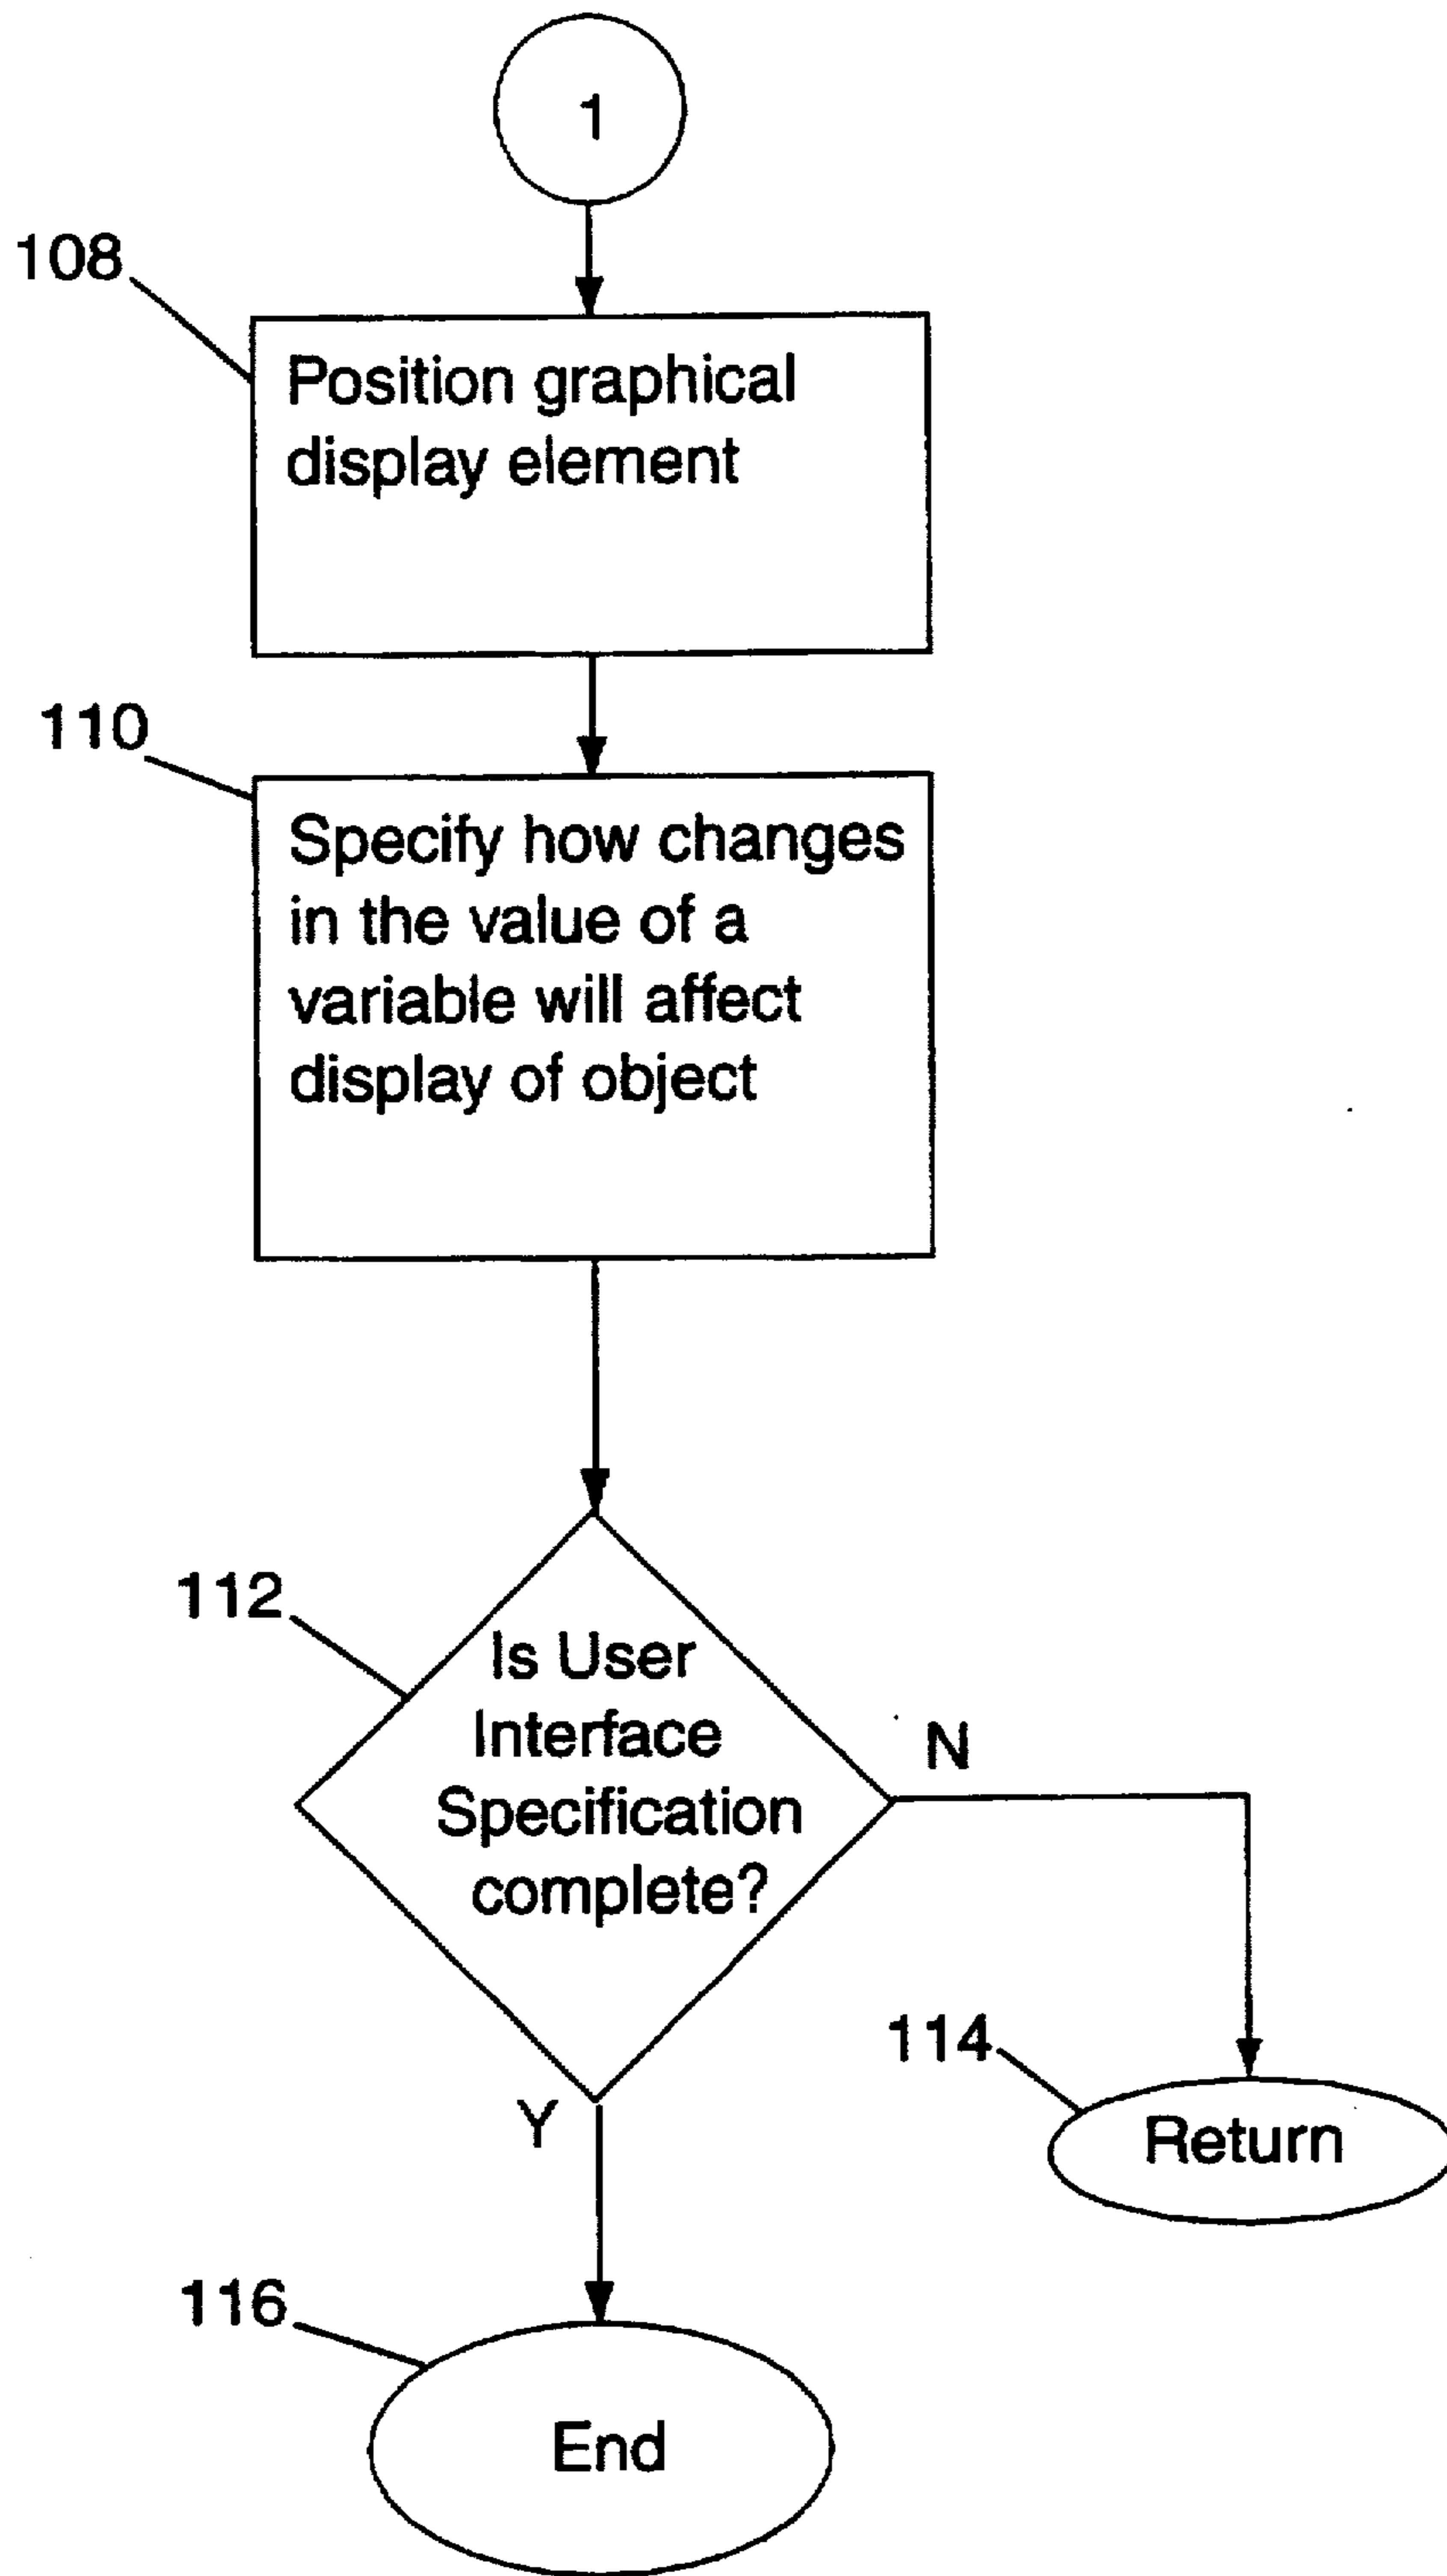 1
108
Position graphical
display element
110
Specify how changes
in the value of a
variable will affect
display of object
112
Is User
Interface
Specification
complete?
N
Y
114
Return
116
End